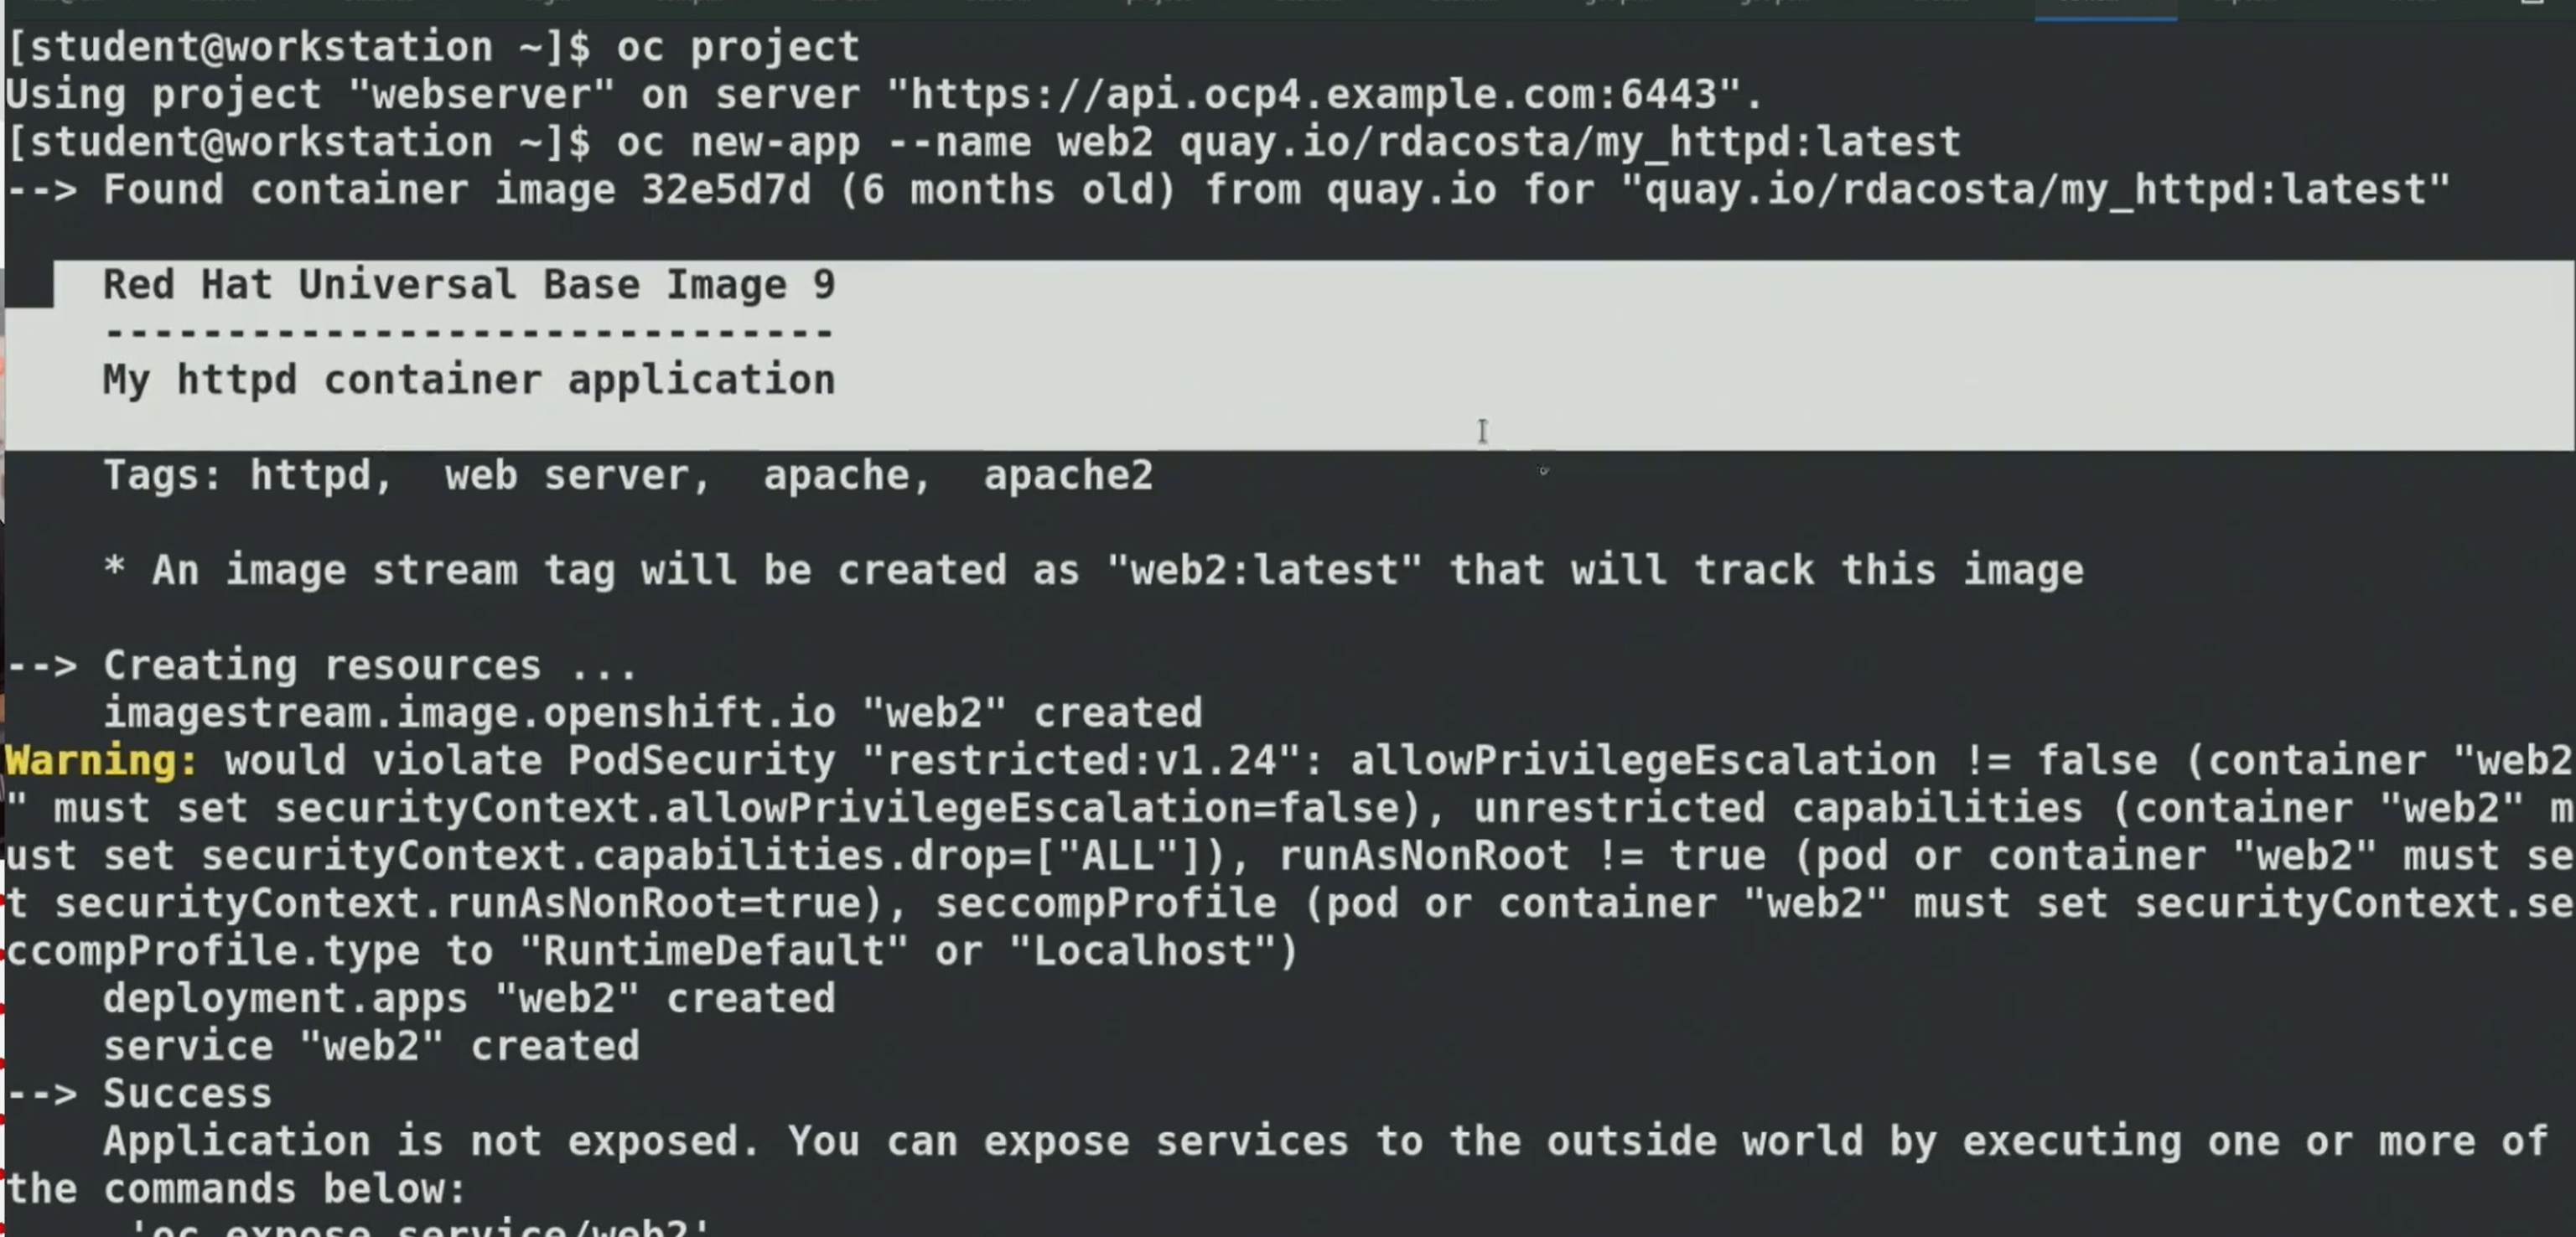 [student@workstation ~]$ oc project
Using project "webserver" on server "https://api.ocp4.example.com:6443".
[student@workstation ~]$ oc new-app --name web2 quay.io/rdacosta/my_httpd:latest
--> Found container image 32e5d7d (6 months old) from quay.io for "quay.io/rdacosta/my_httpd:latest"
Red Hat Universal Base Image 9
------------------------------
My httpd container application
Tags: httpd,  web server,  apache,  apache2
* An image stream tag will be created as "web2:latest" that will track this image
--> Creating resources ...
imagestream.image.openshift.io "web2" created
Warning: would violate PodSecurity "restricted:v1.24": allowPrivilegeEscalation != false (container "web2
" must set securityContext.allowPrivilegeEscalation=false), unrestricted capabilities (container "web2" m
ust set securityContext.capabilities.drop=["ALL"]), runAsNonRoot != true (pod or container "web2" must se
t securityContext.runAsNonRoot=true), seccompProfile (pod or container "web2" must set securityContext.se
ccompProfile.type to "RuntimeDefault" or "Localhost")
deployment.apps "web2" created
service "web2" created
--> Success
Application is not exposed. You can expose services to the outside world by executing one or more of
the commands below:
'oc expose service/web2'